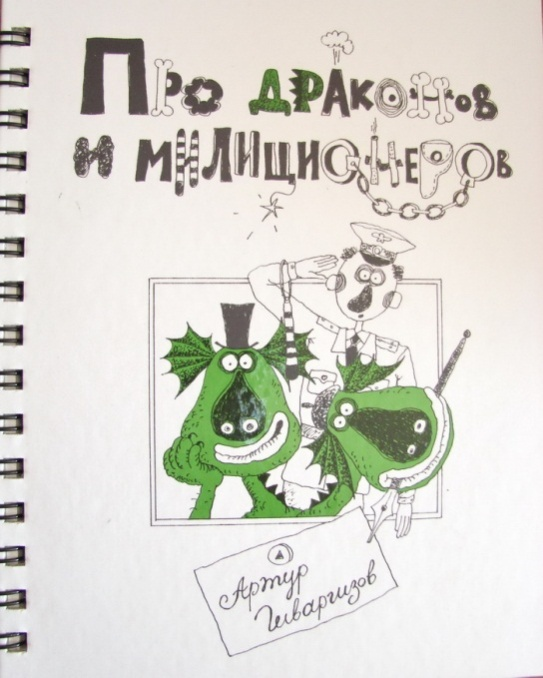 Про драконов
и милиционеров
Артур
Гиваргизов